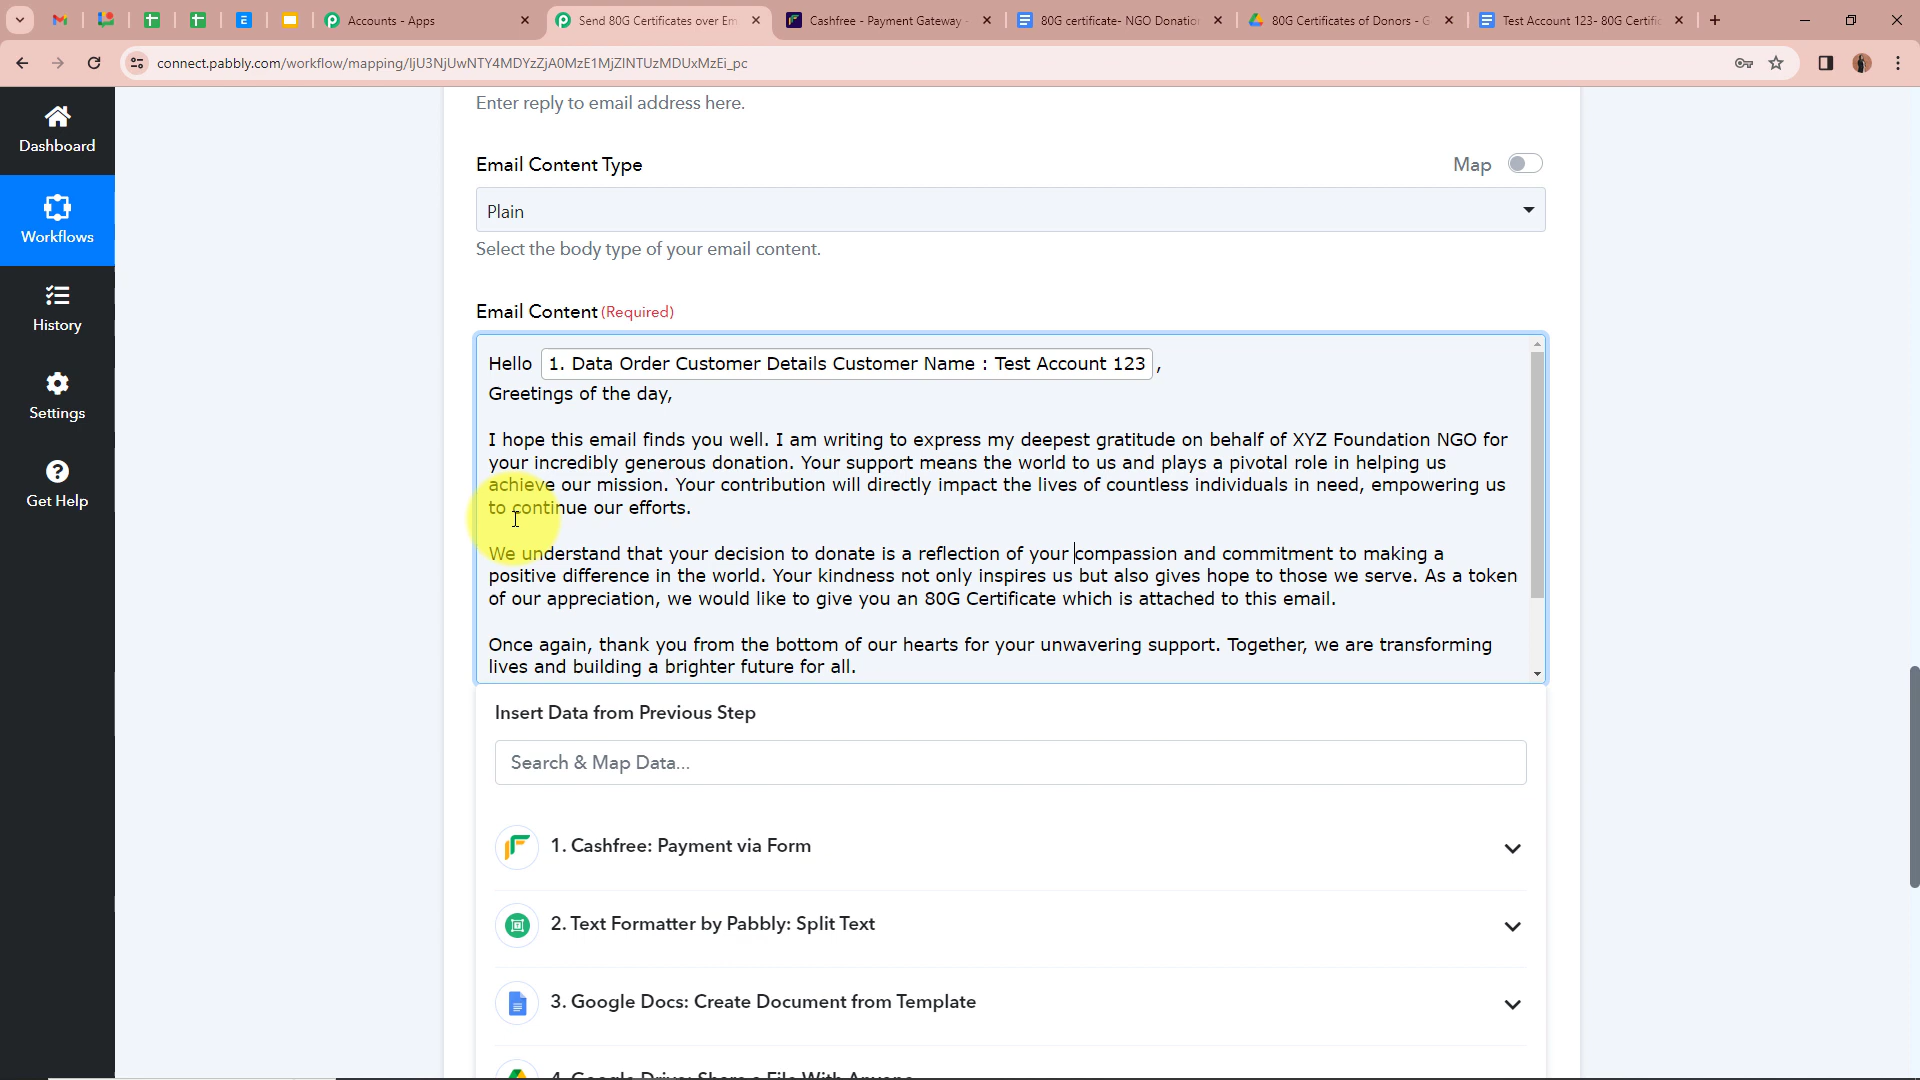 Accounts - Apps
Send 80G Certificates over Em
Cashfree - Payment Gateway -
80G certificate- NGO Donation
80G Certificates of Donors - G
Test Account 123- 80G Certific
Dashboard
Workflows
History
Settings
Get Help
Enter reply to email address here.
Email Content Type
Map
Plain
Select the body type of your email content.
Email Content (Required)
Hello 1. Data Order Customer Details Customer Name : Test Account 123 ,
Greetings of the day,
I hope this email finds you well. I am writing to express my deepest gratitude on behalf of XYZ Foundation NGO for
your incredibly generous donation. Your support means the world to us and plays a pivotal role in helping us
achieve our mission. Your contribution will directly impact the lives of countless individuals in need, empowering us
to continue our efforts.
We understand that your decision to donate is a reflection of your compassion and commitment to making a
positive difference in the world. Your kindness not only inspires us but also gives hope to those we serve. As a token
of our appreciation, we would like to give you an 80G Certificate which is attached to this email.
Once again, thank you from the bottom of our hearts for your unwavering support. Together, we are transforming
lives and building a brighter future for all.
Insert Data from Previous Step
Search & Map Data...
1. Cashfree: Payment via Form
2. Text Formatter by Pabbly: Split Text
3. Google Docs: Create Document from Template
4. Google Drive: Share a File With Anyone